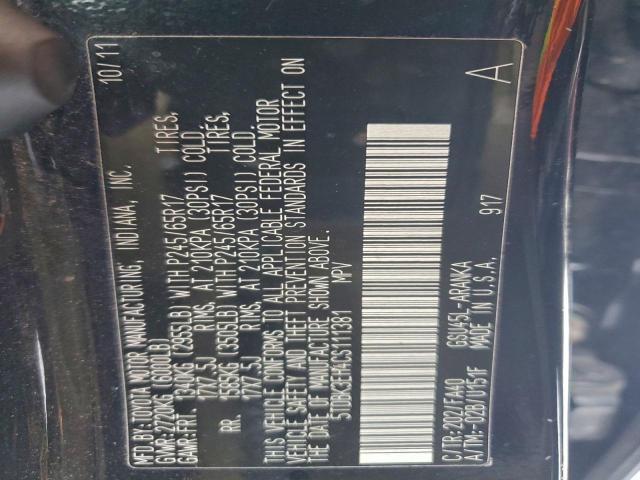 MFD.BY:TOYOTA MOTOR MANUFACTURING, INDIANA, INC. 10/11
GVWR:2720KG (6000LB)
GAWR:FRT 1340KG (2955LB) WITH P245/65R17 TIRES,
17X7.5J RIMS, AT 210KPA (30PSI) COLD.
RR. 1565KG (3505LB) WITH P245/65R17 TIRES,
17X7.5J RIMS, AT 210KPA (30PSI) COLD.
THIS VEHICLE CONFORMS TO ALL APPLICABLE FEDERAL MOTOR
VEHICLE SAFETY AND THEFT PREVENTION STANDARDS IN EFFECT ON
THE DATE OF MANUFACTURE SHOWN ABOVE.
5TDBK3EH4CS111381 MPV
C/TR:202/FA40 GSU45L-ARANKA 917 A
A/TM:-02B/U151F MADE IN U.S.A.